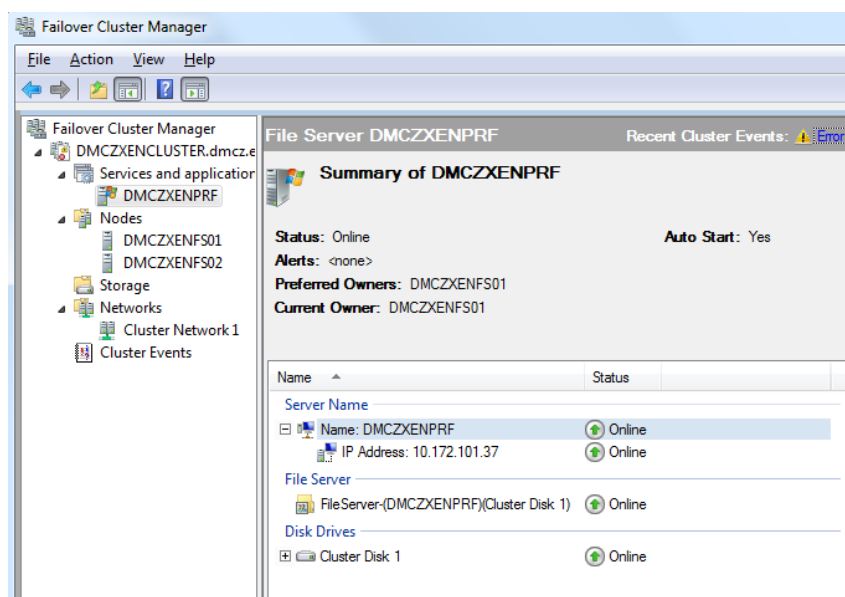 Failover Cluster Manager
File Action View Help
Failover Cluster Manager
DMCZXENCLUSTER.dmcz.e
Services and application
DMCZXENPRF
Nodes
DMCZXENFS01
DMCZXENFS02
Storage
Networks
Cluster Network 1
Cluster Events
File Server DMCZXENPRF Recent Cluster Events: Error
Summary of DMCZXENPRF
Status: Online Auto Start: Yes
Alerts: <none>
Preferred Owners: DMCZXENFS01
Current Owner: DMCZXENFS01
Name Status
Server Name
Name: DMCZXENPRF Online
IP Address: 10.172.101.37 Online
File Server
FileServer-(DMCZXENPRF)(Cluster Disk 1) Online
Disk Drives
Cluster Disk 1 Online